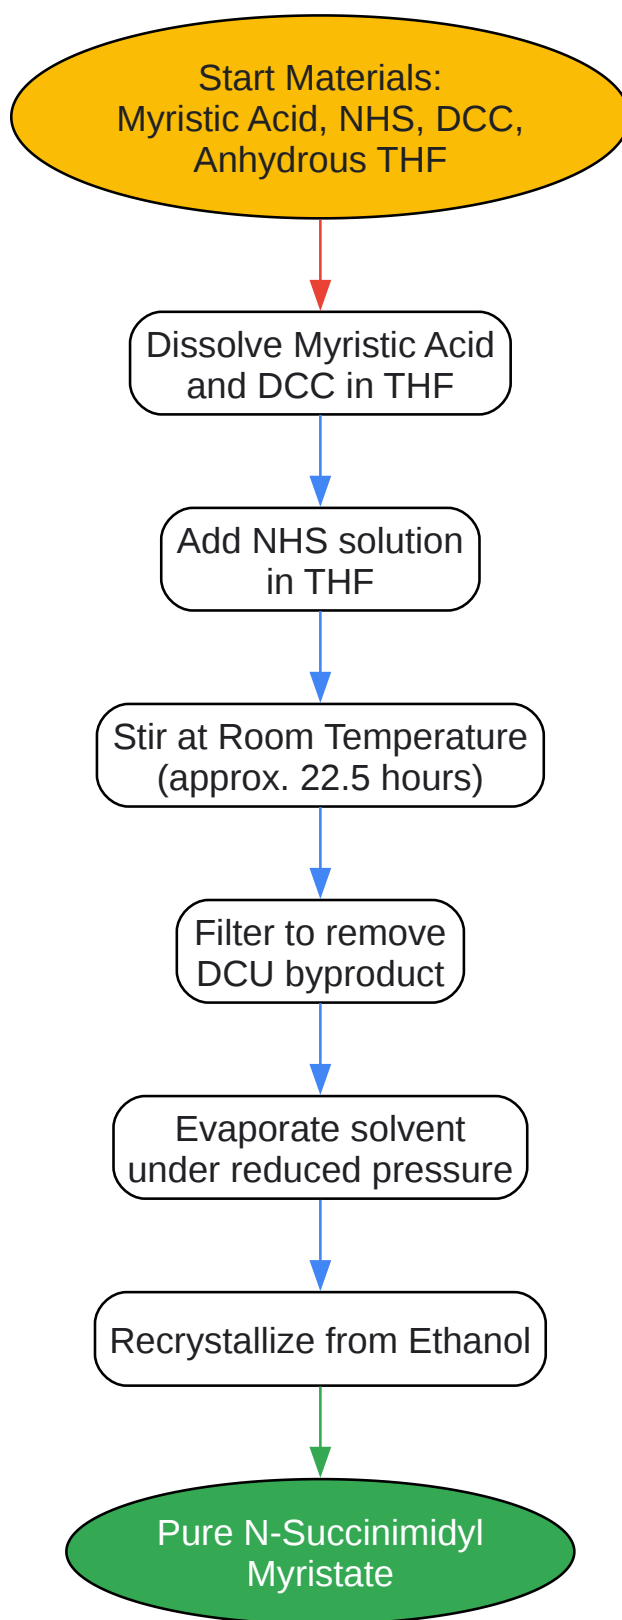 Start Materials:
Myristic Acid, NHS, DCC,
Anhydrous THF
Dissolve Myristic Acid
and DCC in THF
Add NHS solution
in THF
Stir at Room Temperature
(approx. 22.5 hours)
Filter to remove
DCU byproduct
Evaporate solvent
under reduced pressure
Recrystallize from Ethanol
Pure N-Succinimidyl
Myristate